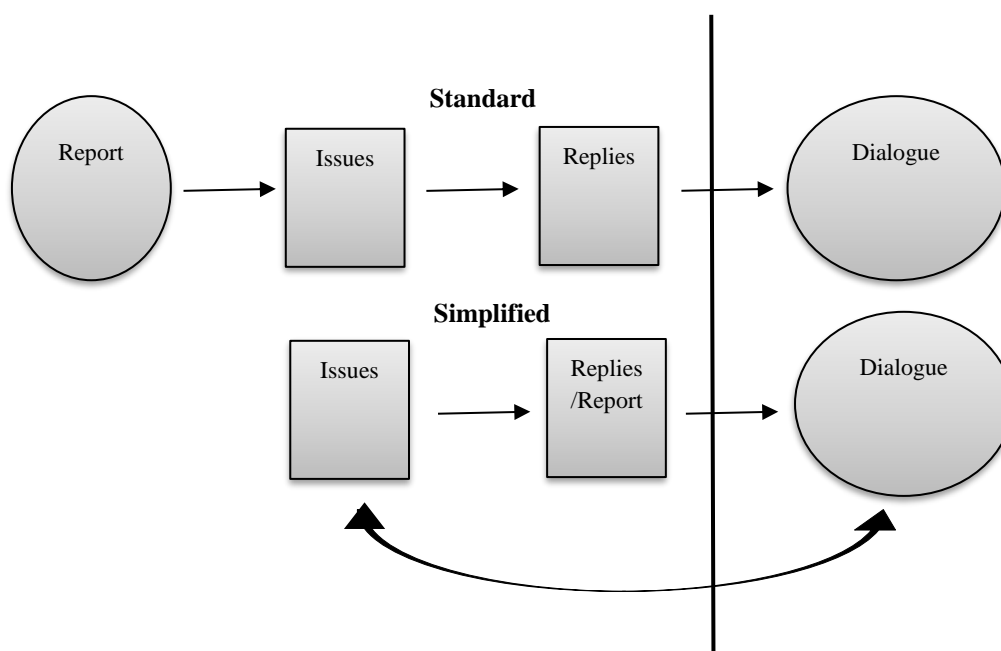 Standard
Report
Issues
Replies
Dialogue
Simplified
Issues
Replies
/Report
Dialogue